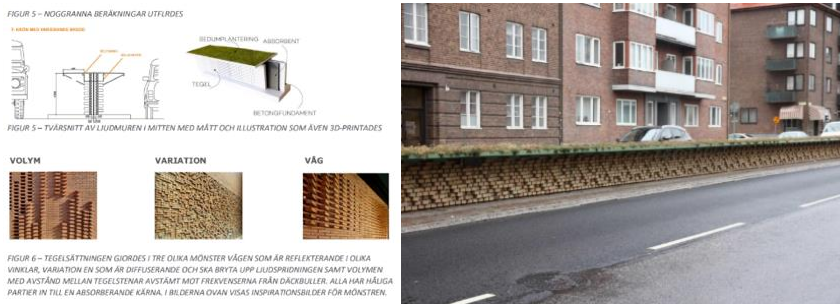 FIGUR 5 – NOGGRANNA BERÄKNINGAR UTFLRDES
SEDUMPLANTERING
ABSORBENT
TEGEL
BETONGFUNDAMENT
FIGUR 5 – TVÄRSNITT AV LJUDMUREN I MITTEN MED MÅTT OCH ILLUSTRATION SOM ÄVEN 3D-PRINTADES
VOLYM
VARIATION
VÅG
FIGUR 6 – TEGELSÄTTNINGEN GJORDES I TRE OLIKA MÖNSTER VÅGEN SOM ÄR REFLEKTERANDE I OLIKA
VINKLAR, VARIATION EN SOM ÄR DIFFUSERANDE OCH SKA BRYTA UPP LJUDSPRIDNINGEN SAMT VOLYMEN
MED AVSTÅND MELLAN TEGELSTENAR AVSTÄMT MOT FREKVENSERNA FRÅN DÄCKBULLER. ALLA HAR HÅLIGA
PARTIER IN TILL EN ABSORBERANDE KÄRNA. I BILDERNA OVAN VISAS INSPIRATIONSBILDER FÖR MÖNSTREN.